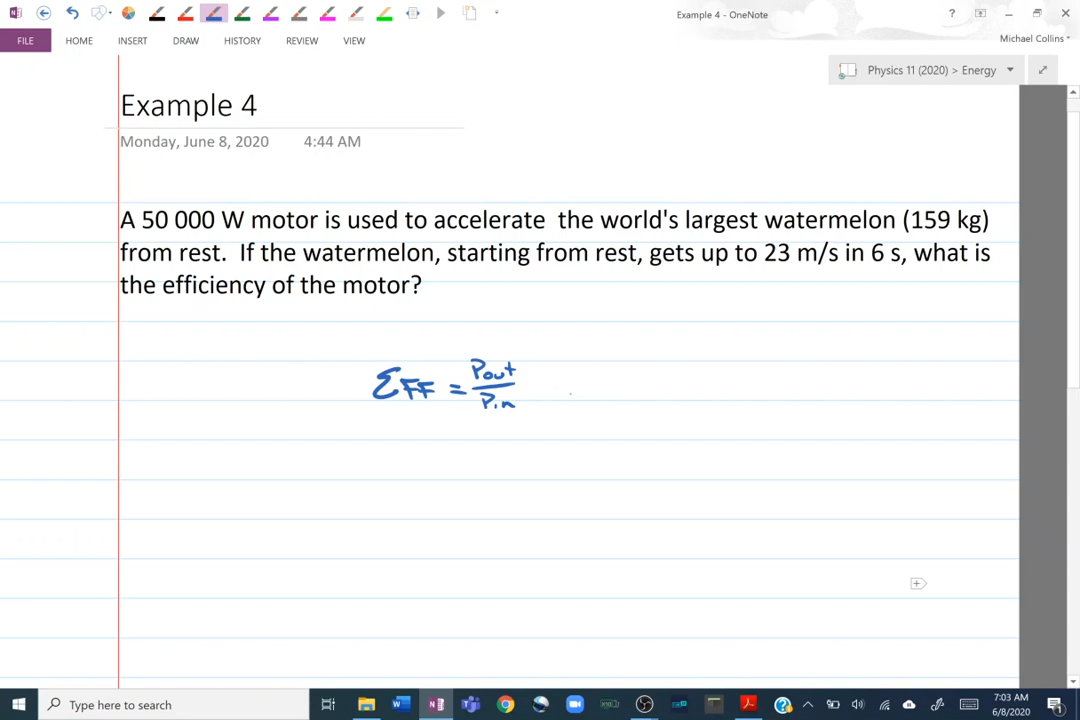 Example 4 - OneNote
?
FILE
HOME
INSERT
DRAW
HISTORY
REVIEW
VIEW
Michael Collins
Physics 11 (2020) > Energy
Example 4
Monday, June 8, 2020 4:44 AM
A 50 000 W motor is used to accelerate the world's largest watermelon (159 kg)
from rest. If the watermelon, starting from rest, gets up to 23 m/s in 6 s, what is
the efficiency of the motor?
EFF = Pout
Pin
Type here to search
7:03 AM
6/8/2020